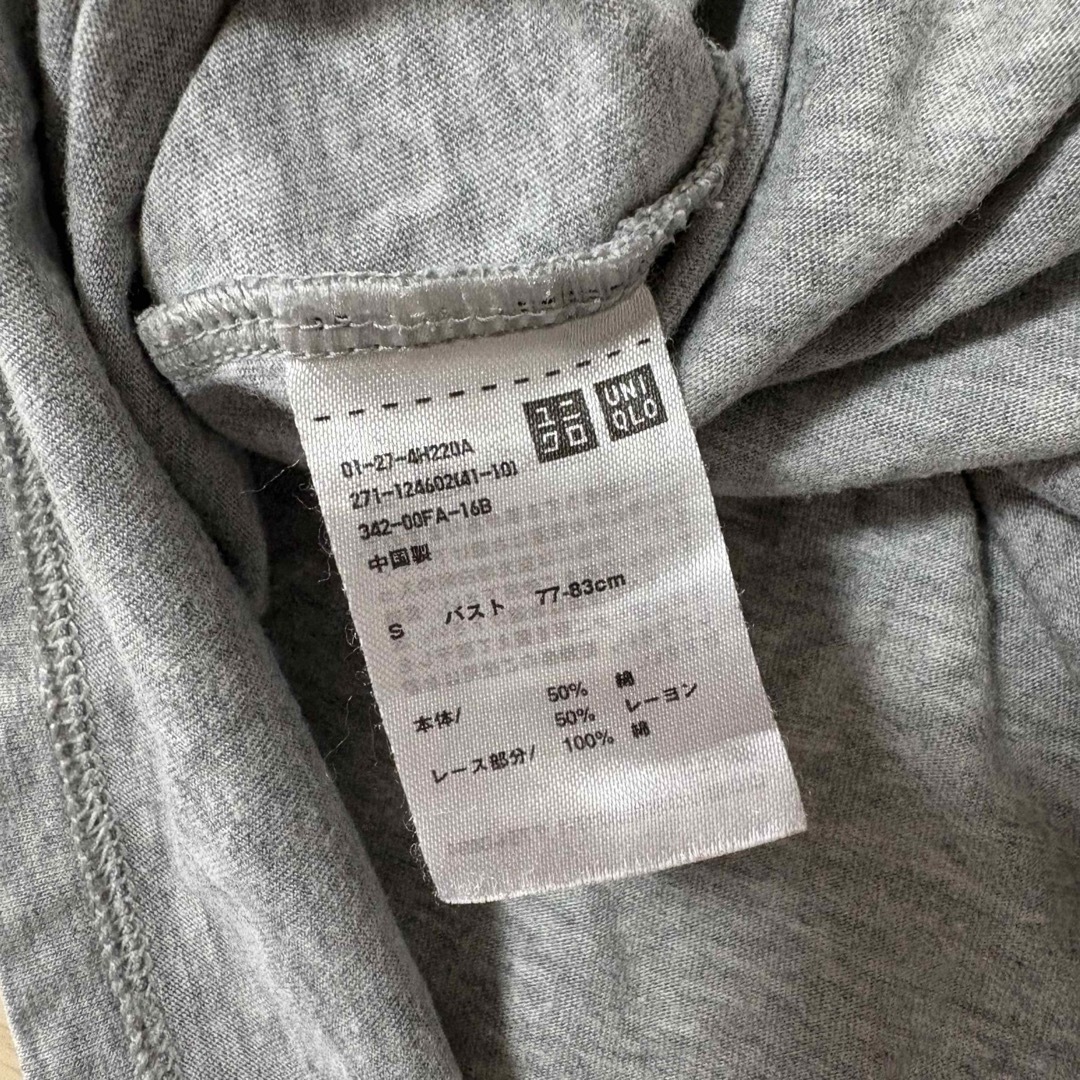 ユニクロ UNIQLO
01-27-4H220A
271-124602(41-10)
342-00FA-16B
中国製
S バスト 77-83cm
本体/ 50% 綿
50% レーヨン
レース部分/ 100% 綿